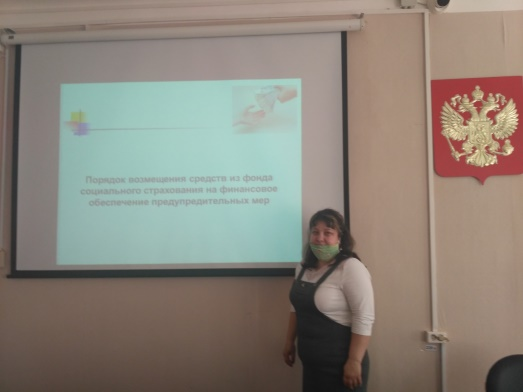 Порядок возмещения средств из фонда
социального страхования на финансовое
обеспечение предупредительных мер